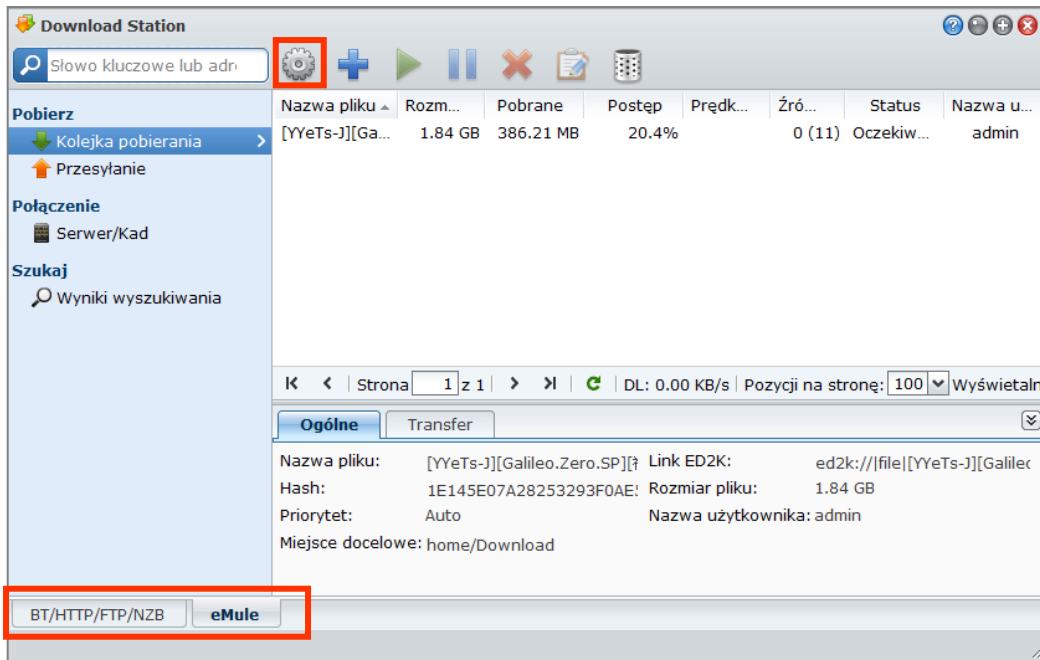 Download Station
Słowo kluczowe lub adr
Pobierz
Kolejka pobierania
Przesyłanie
Połączenie
Serwer/Kad
Szukaj
Wyniki wyszukiwania
Nazwa pliku Rozm... Pobrane Postęp Prędk... Źró... Status Nazwa u...
[YYeTs-J][Ga... 1.84 GB 386.21 MB 20.4% 0 (11) Oczekiw... admin
Strona 1 z 1 DL: 0.00 KB/s Pozycji na stronę: 100 Wyświetaln
Ogólne Transfer
Nazwa pliku: [YYeTs-J][Galileo.Zero.SP][ Link ED2K: ed2k://|file|[YYeTs-J][Galilec
Hash: 1E145E07A28253293F0AE Rozmiar pliku: 1.84 GB
Priorytet: Auto Nazwa użytkownika: admin
Miejsce docelowe: home/Download
BT/HTTP/FTP/NZB eMule